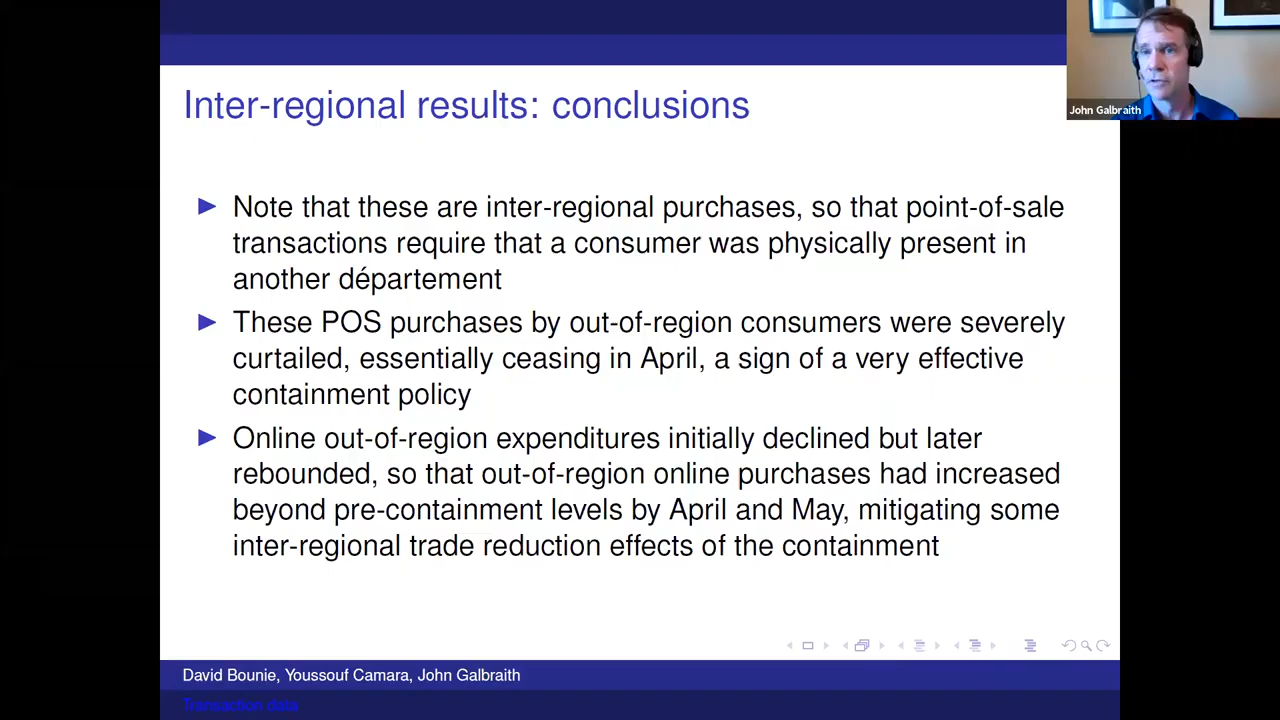 Inter-regional results: conclusions
Note that these are inter-regional purchases, so that point-of-sale
transactions require that a consumer was physically present in
another département
These POS purchases by out-of-region consumers were severely
curtailed, essentially ceasing in April, a sign of a very effective
containment policy
Online out-of-region expenditures initially declined but later
rebounded, so that out-of-region online purchases had increased
beyond pre-containment levels by April and May, mitigating some
inter-regional trade reduction effects of the containment
David Bounie, Youssouf Camara, John Galbraith
Transaction data
John Galbraith